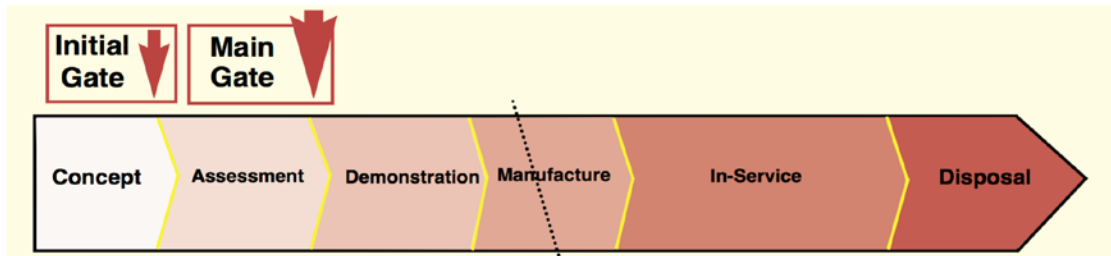 Initial
Gate
Main
Gate
Concept
Assessment
Demonstration
Manufacture
In-Service
Disposal